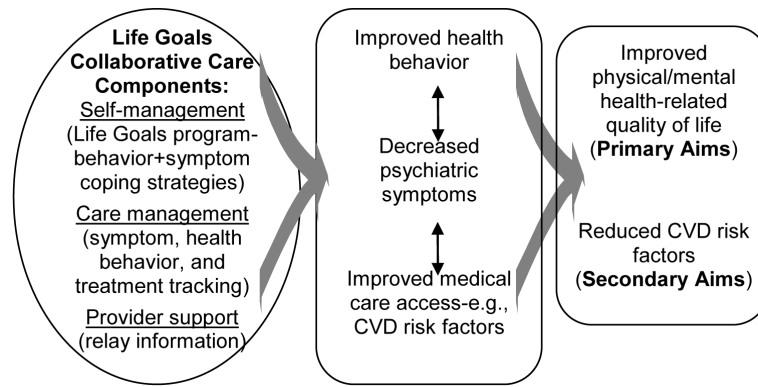 Life Goals
Collaborative Care
Components:
Self-management
(Life Goals program-
behavior+symptom
coping strategies)
Care management
(symptom, health
behavior, and
treatment tracking)
Provider support
(relay information)
Improved health
behavior
Decreased
psychiatric
symptoms
Improved medical
care access-e.g.,
CVD risk factors
Improved
physical/mental
health-related
quality of life
(Primary Aims)
Reduced CVD risk
factors
(Secondary Aims)